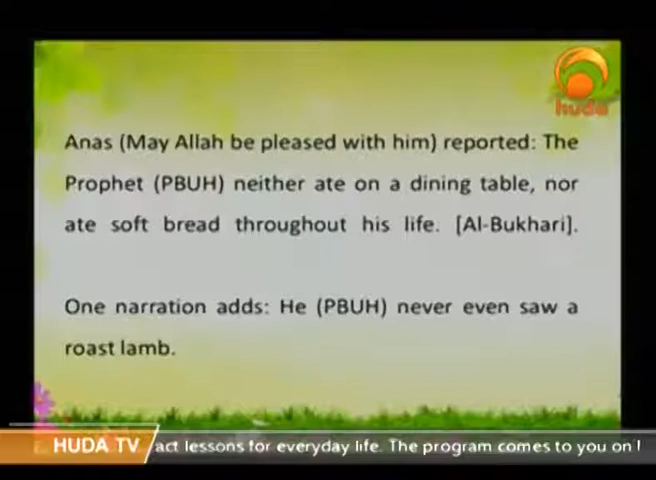 huda
Anas (May Allah be pleased with him) reported: The
Prophet (PBUH) neither ate on a dining table, nor
ate soft bread throughout his life. [Al-Bukhari].
One narration adds: He (PBUH) never even saw a
roast lamb.
HUDA TV act lessons for everyday life. The program comes to you on !